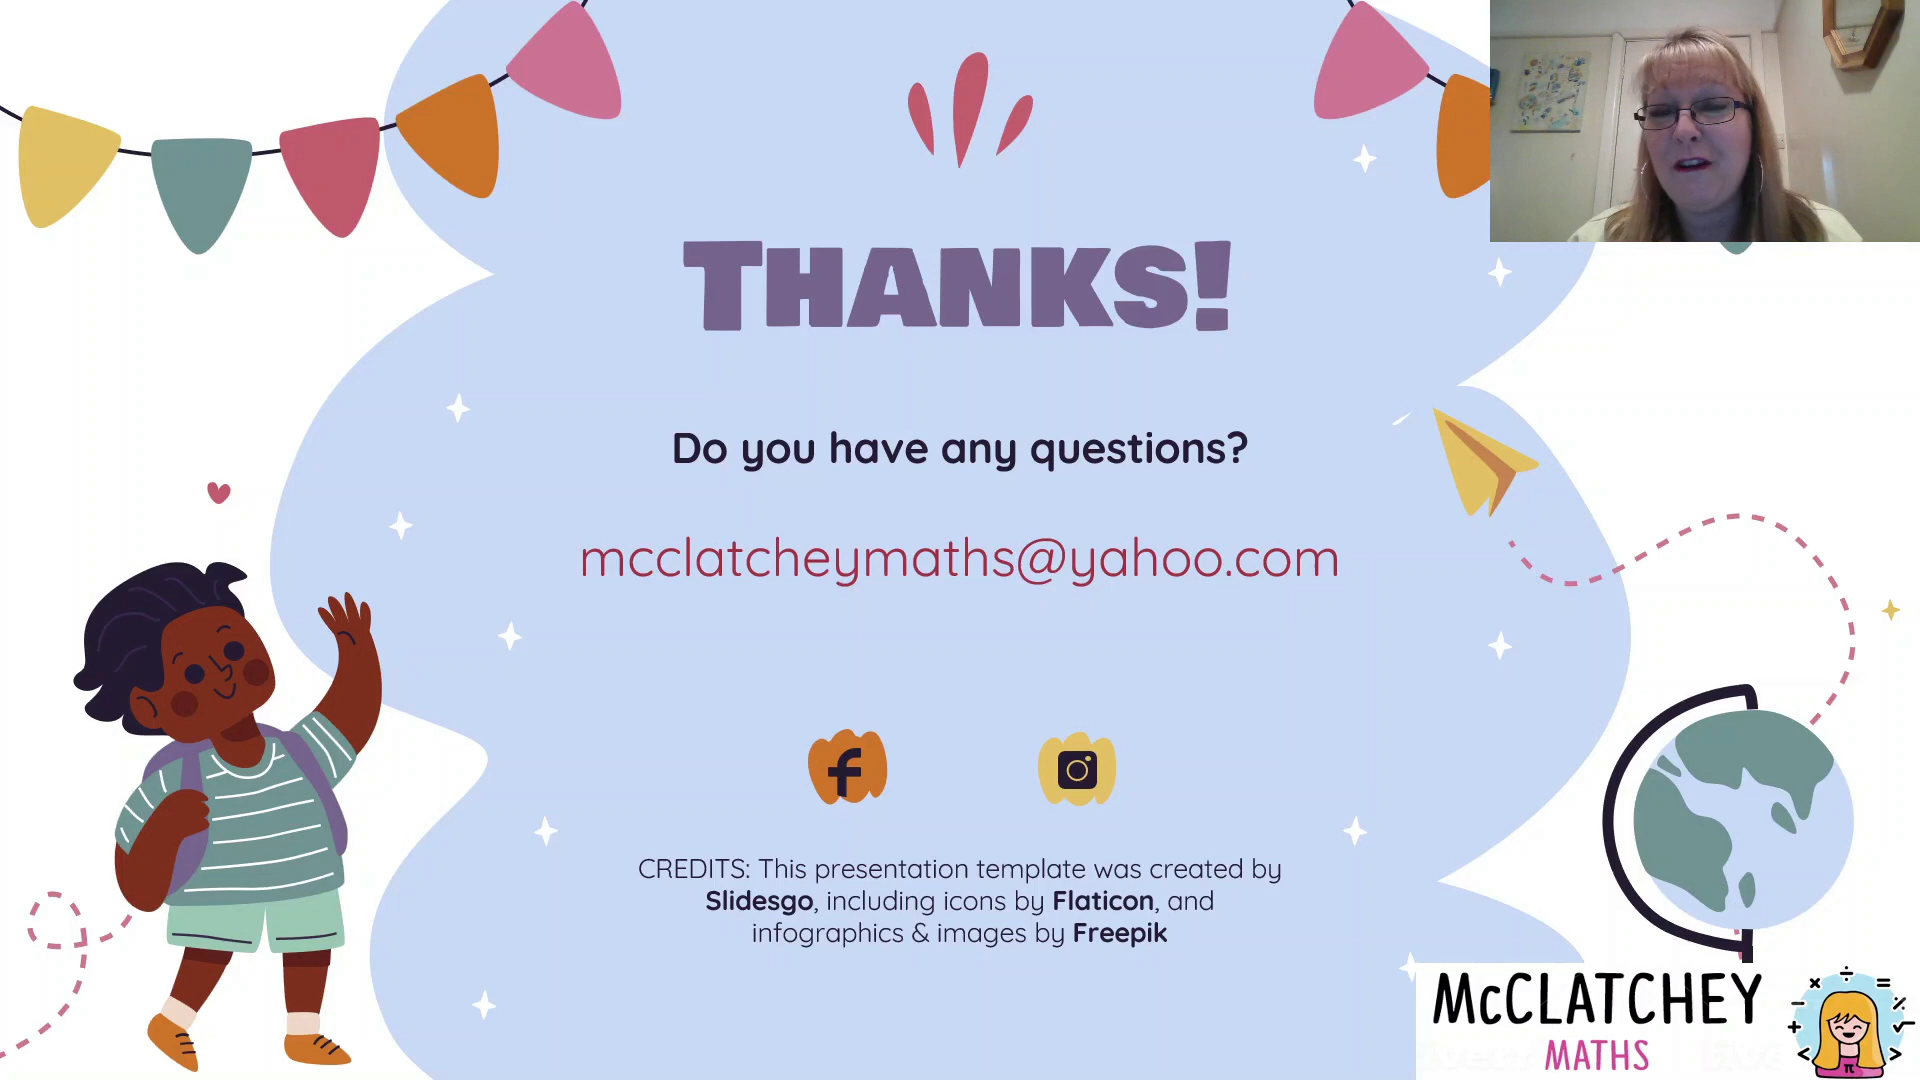 THANKS!
Do you have any questions?
mcclatcheymaths@yahoo.com
CREDITS: This presentation template was created by
Slidesgo, including icons by Flaticon, and
infographics & images by Freepik
McCLATCHEY
MATHS